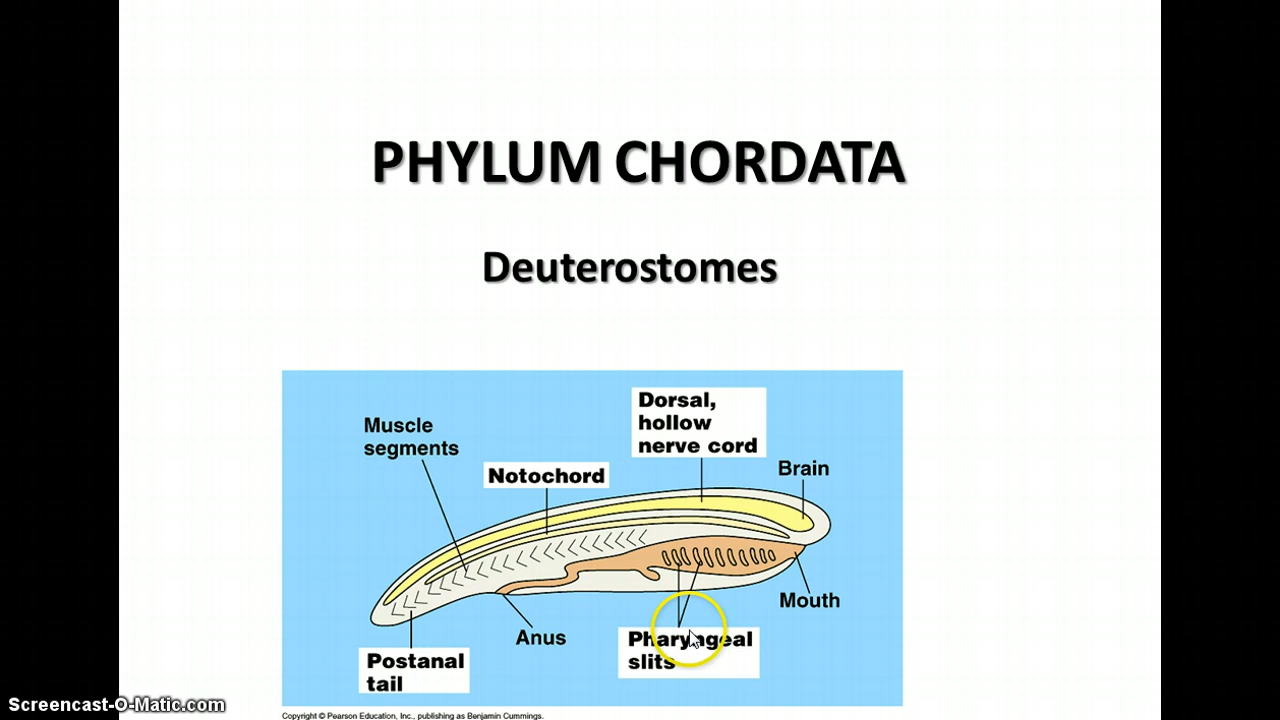 PHYLUM CHORDATA
Deuterostomes
Dorsal,
hollow
nerve cord
Muscle
segments
Notochord
Brain
Mouth
Anus
Pharyngeal
slits
Postanal
tail
Screencast-O-Matic.com
Copyright © Pearson Education, Inc., publishing as Benjamin Cummings.